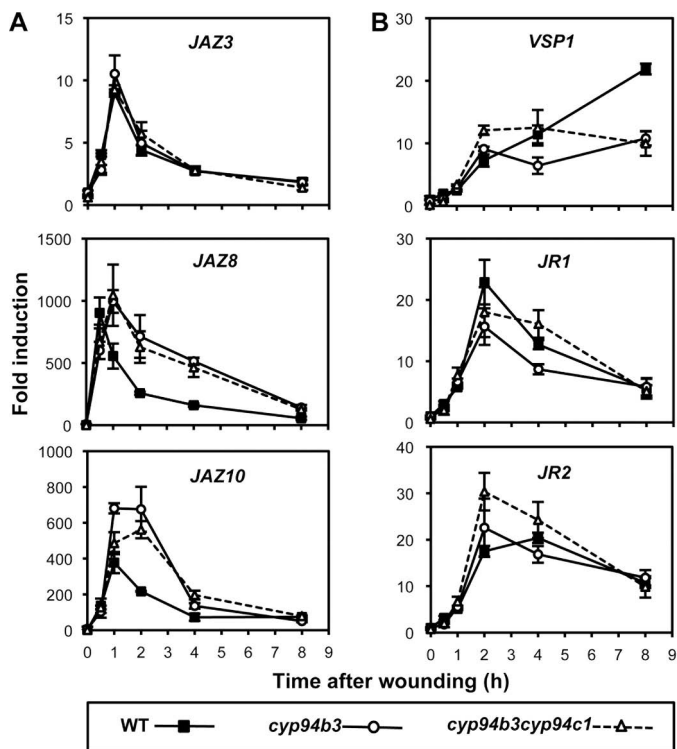 A
JAZ3
15
10
5
0
JAZ8
1500
1000
500
0
Fold induction
JAZ10
1000
800
600
400
200
0
0 1 2 3 4 5 6 7 8 9
B
VSP1
30
20
10
0
JR1
30
20
10
0
JR2
40
30
20
10
0
0 1 2 3 4 5 6 7 8 9
Time after wounding (h)
WT cyp94b3 cyp94b3cyp94c1